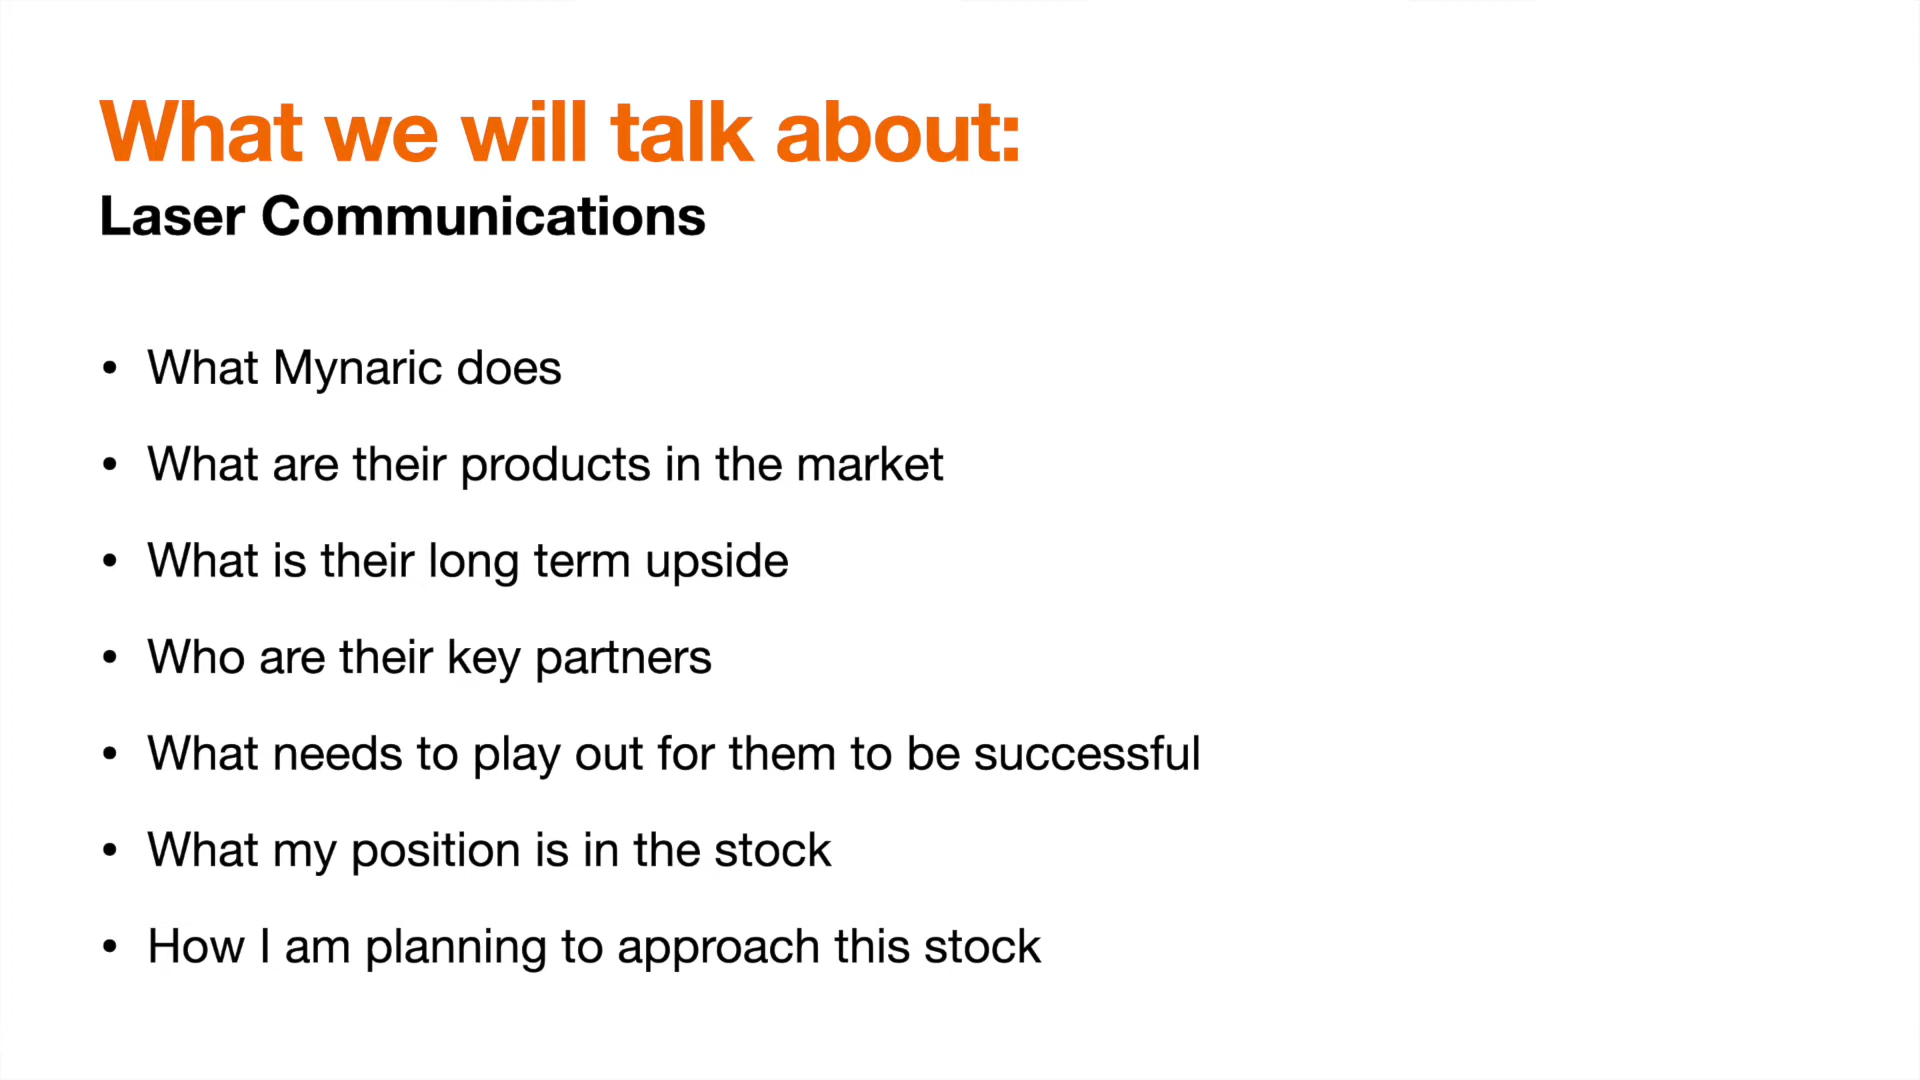 What we will talk about:
Laser Communications
• What Mynaric does
• What are their products in the market
• What is their long term upside
• Who are their key partners
• What needs to play out for them to be successful
• What my position is in the stock
• How I am planning to approach this stock